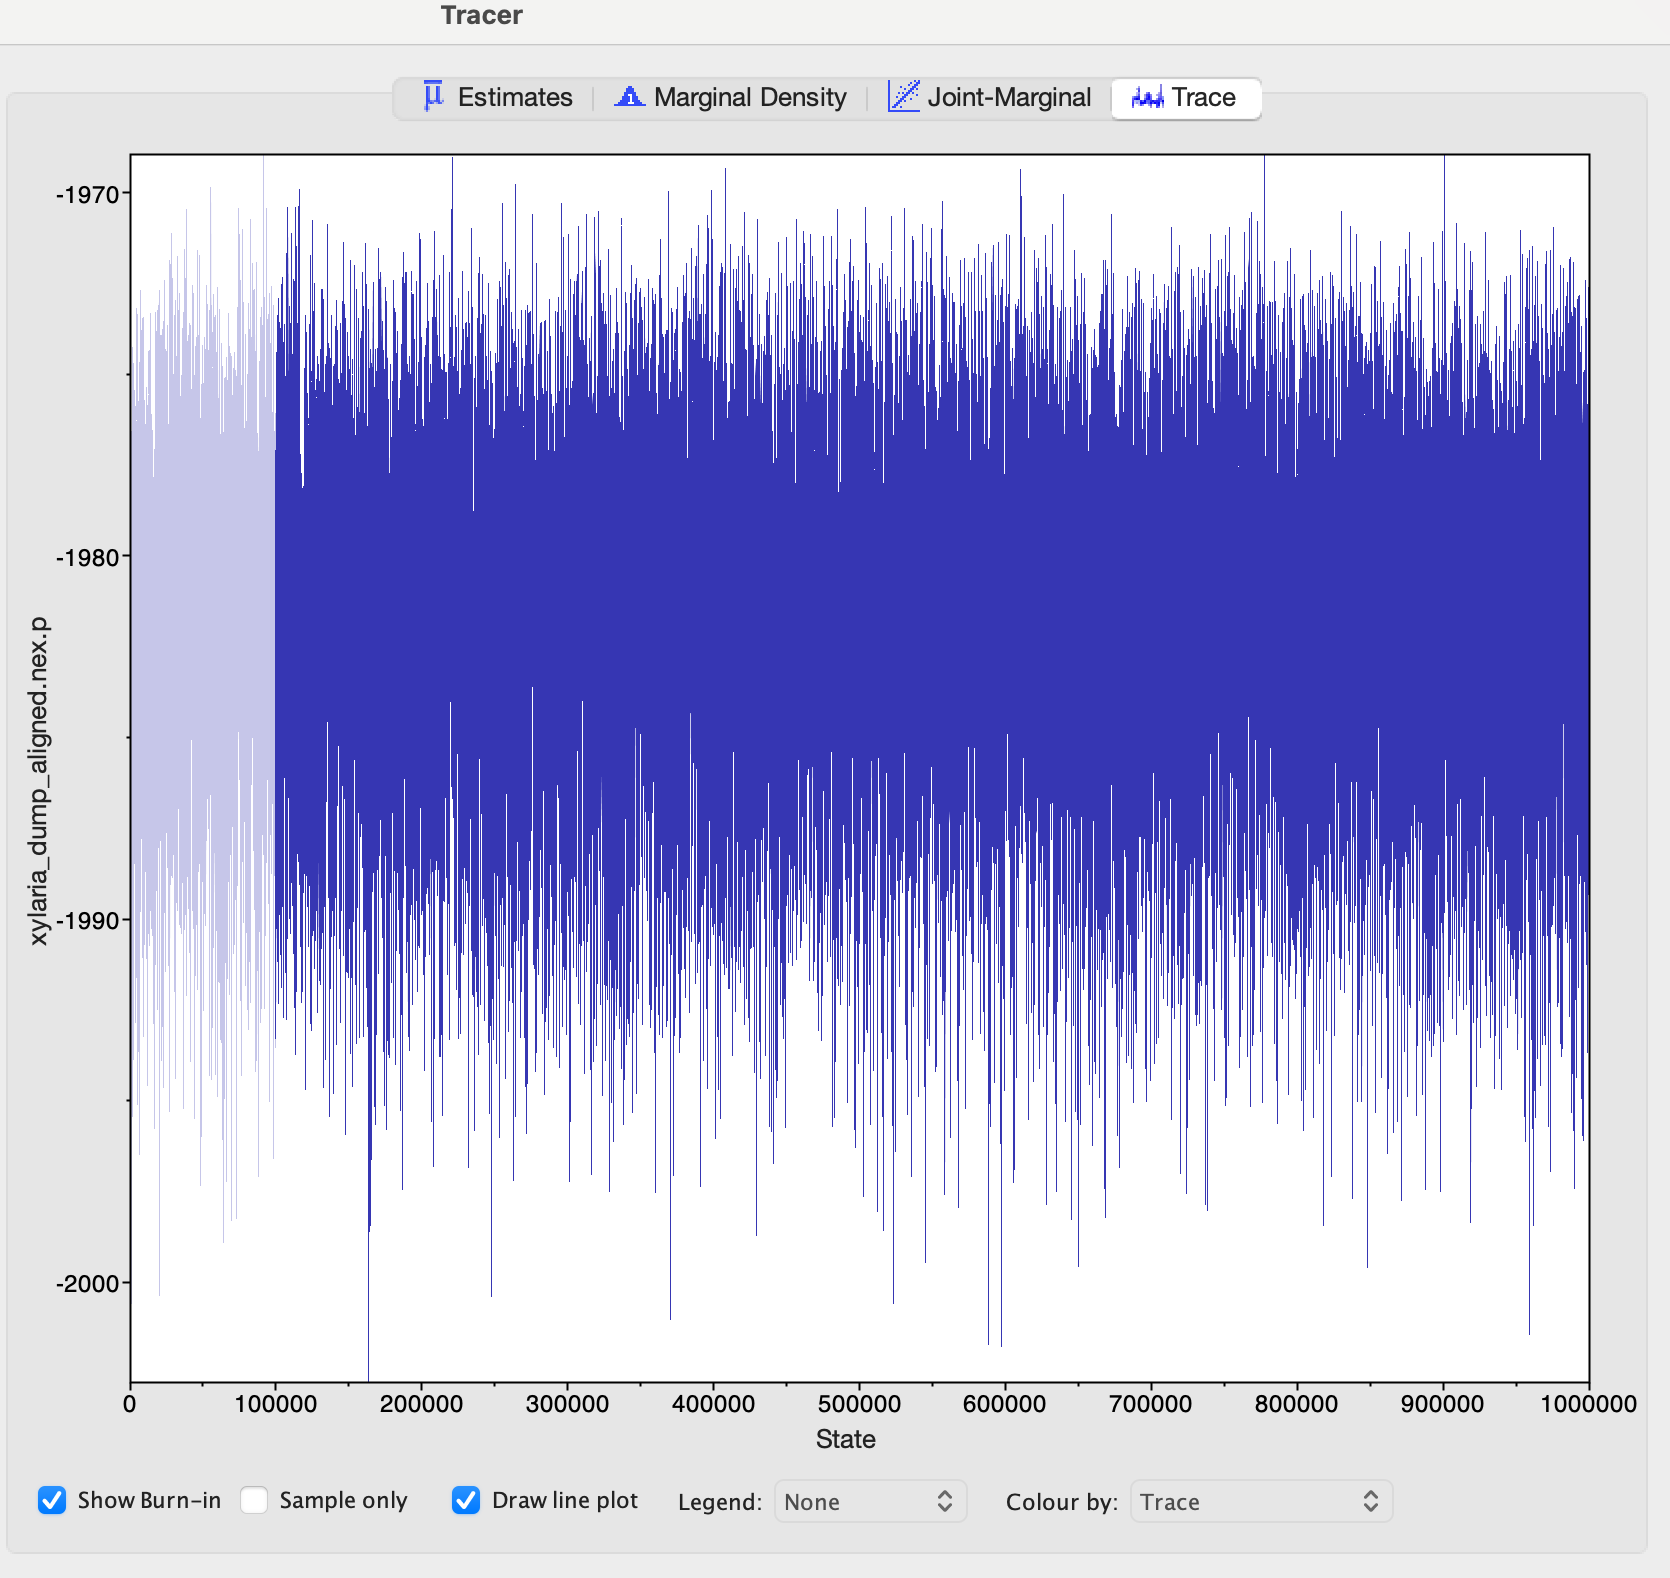 Tracer
Estimates
Marginal Density
Joint-Marginal
Trace
-1970
-1980
-1990
-2000
xylaria_dump_aligned.nex.p
0 100000 200000 300000 400000 500000 600000 700000 800000 900000 1000000
State
Show Burn-in Sample only Draw line plot Legend: None Colour by: Trace